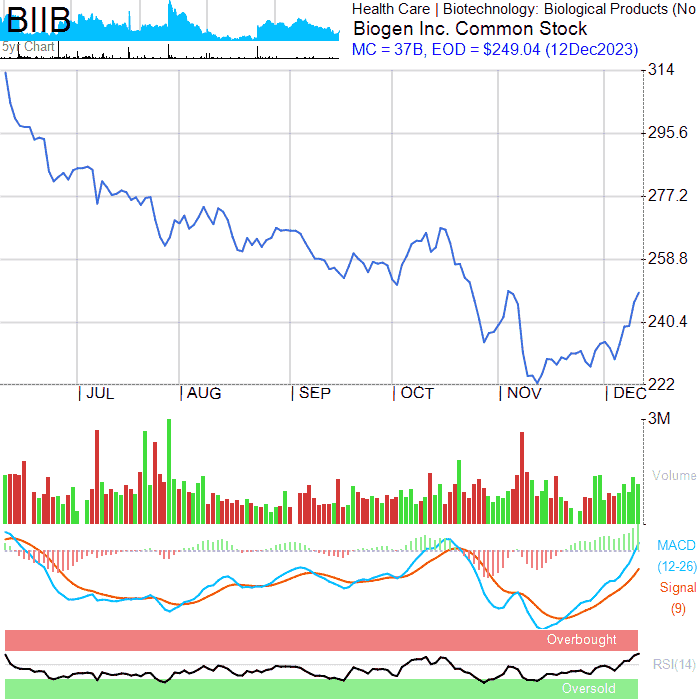 BIIB
5yr Chart
Health Care | Biotechnology: Biological Products (No
Biogen Inc. Common Stock
MC = 37B, EOD = $249.04 (12Dec2023)
314
295.6
277.2
258.8
240.4
222
| JUL | AUG | SEP | OCT | NOV | DEC
3M
Volume
MACD
(12-26)
Signal
(9)
Overbought
RSI(14)
Oversold